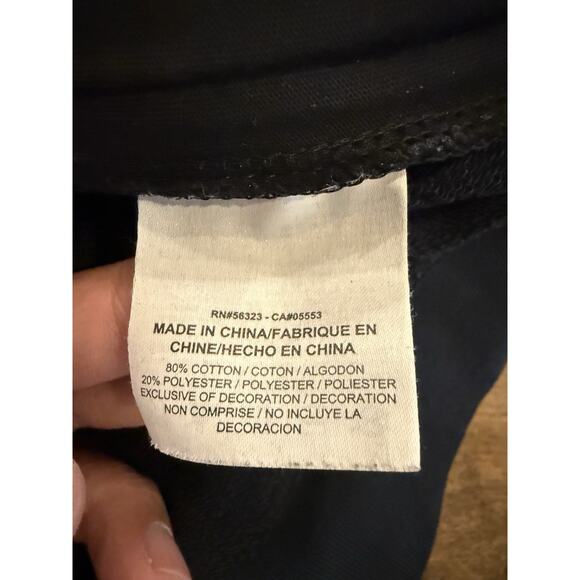 RN#56323 - CA#05553
MADE IN CHINA/FABRIQUE EN
CHINE/HECHO EN CHINA
80% COTTON / COTON / ALGODON
20% POLYESTER / POLYESTER / POLIESTER
EXCLUSIVE OF DECORATION / DECORATION
NON COMPRISE / NO INCLUYE LA
DECORACION